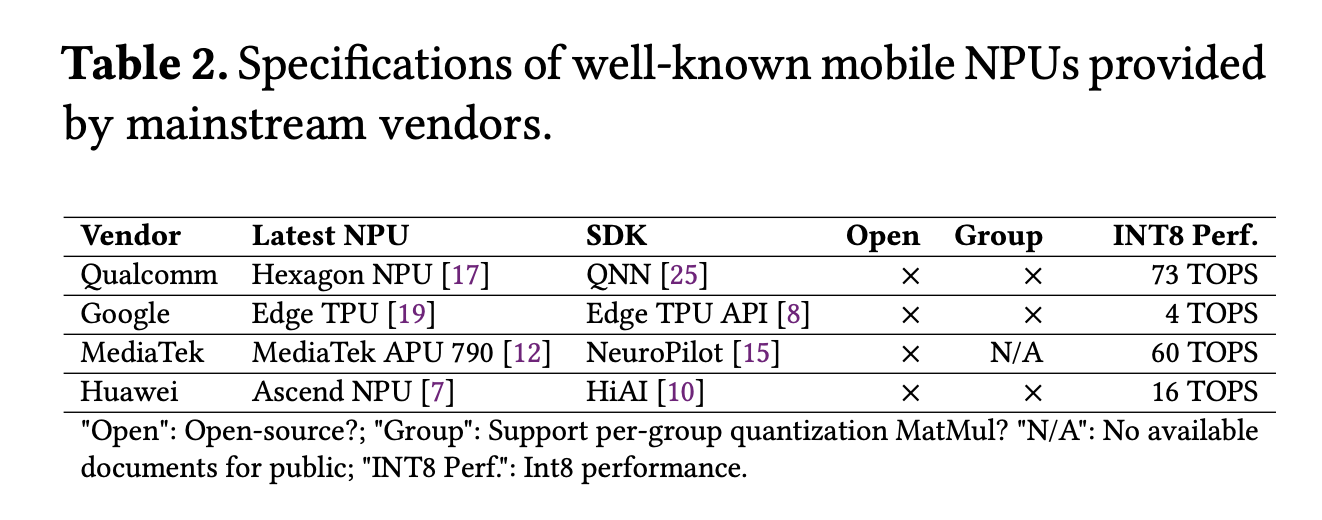 Table 2. Specifications of well-known mobile NPUs provided
by mainstream vendors.
Vendor Latest NPU SDK Open Group INT8 Perf.
Qualcomm Hexagon NPU [17] QNN [25] × × 73 TOPS
Google Edge TPU [19] Edge TPU API [8] × × 4 TOPS
MediaTek MediaTek APU 790 [12] NeuroPilot [15] × N/A 60 TOPS
Huawei Ascend NPU [7] HiAI [10] × × 16 TOPS
"Open": Open-source?; "Group": Support per-group quantization MatMul? "N/A": No available
documents for public; "INT8 Perf.": Int8 performance.